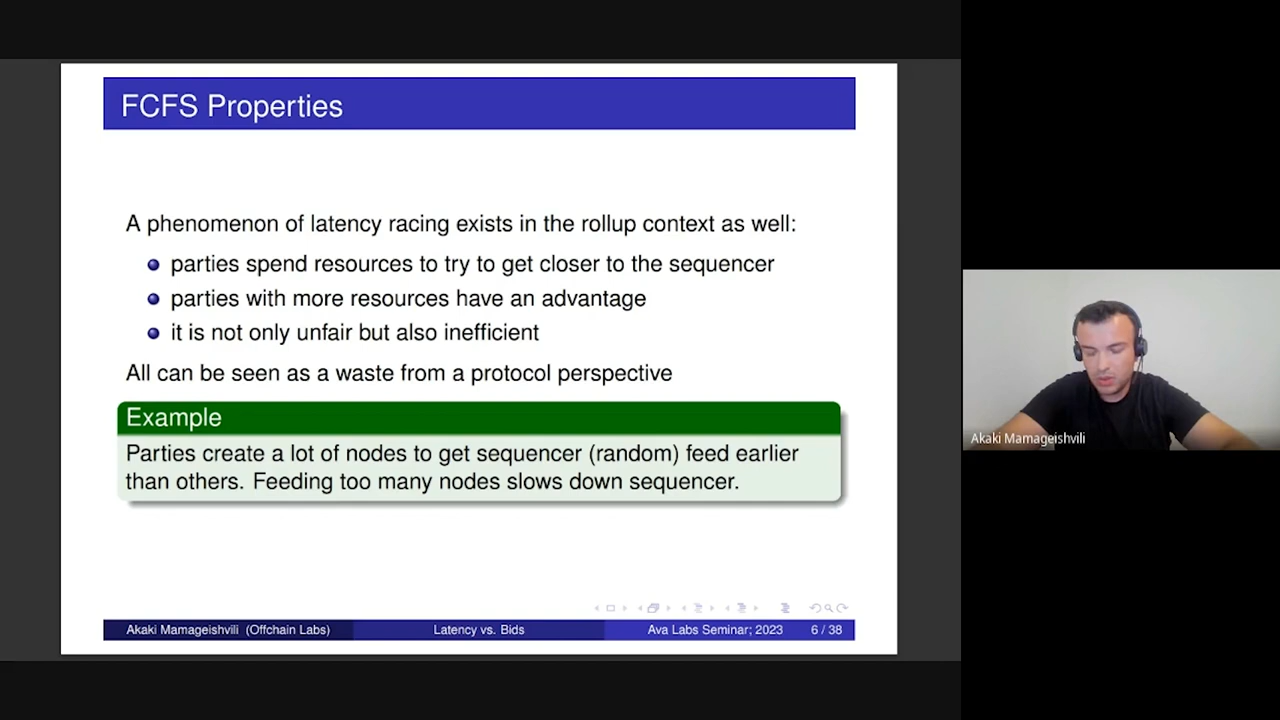 FCFS Properties
A phenomenon of latency racing exists in the rollup context as well:
parties spend resources to try to get closer to the sequencer
parties with more resources have an advantage
it is not only unfair but also inefficient
All can be seen as a waste from a protocol perspective
Example
Parties create a lot of nodes to get sequencer (random) feed earlier
than others. Feeding too many nodes slows down sequencer.
Akaki Mamageishvili (Offchain Labs)
Latency vs. Bids
Ava Labs Seminar; 2023
6 / 38
Akaki Mamageishvili